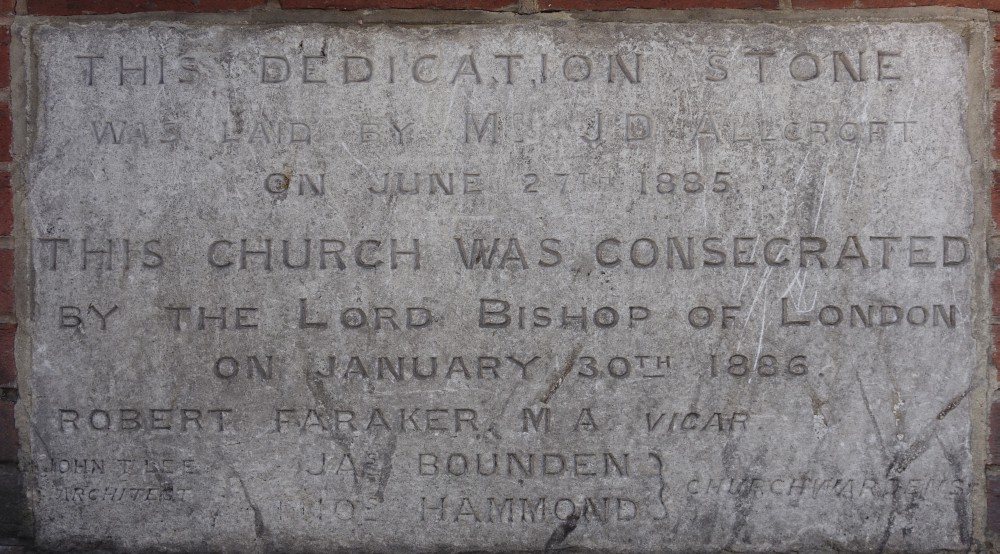 THIS DEDICATION STONE
WAS LAID BY MR J D ALLCROFT
ON JUNE 27TH 1885
THIS CHURCH WAS CONSECRATED
BY THE LORD BISHOP OF LONDON
ON JANUARY 30TH 1886.
ROBERT FARAKER, M A VICAR.
JOHN T LEE JAS BOUNDEN
ARCHITECT THOS HAMMOND } CHURCHWARDENS